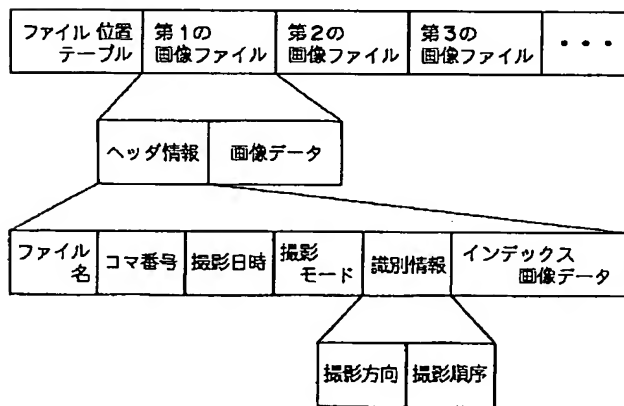 ファイル位置
テーブル
第1の
画像ファイル
第2の
画像ファイル
第3の
画像ファイル
・・・
ヘッダ情報
画像データ
ファイル
名
コマ番号
撮影日時
撮影
モード
識別情報
インデックス
画像データ
撮影方向
撮影順序